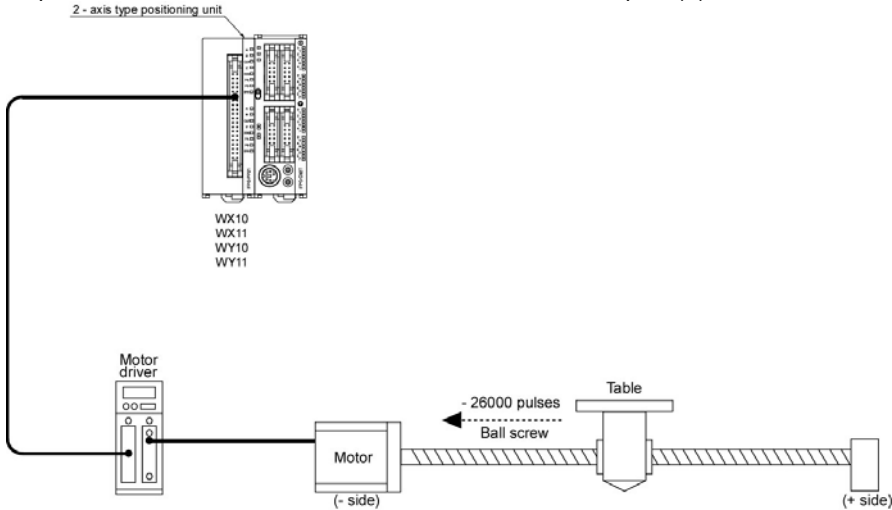 2 - axis type positioning unit
WX10
WX11
WY10
WY11
Motor
driver
Table
- 26000 pulses
Ball screw
Motor
(- side)
(+ side)